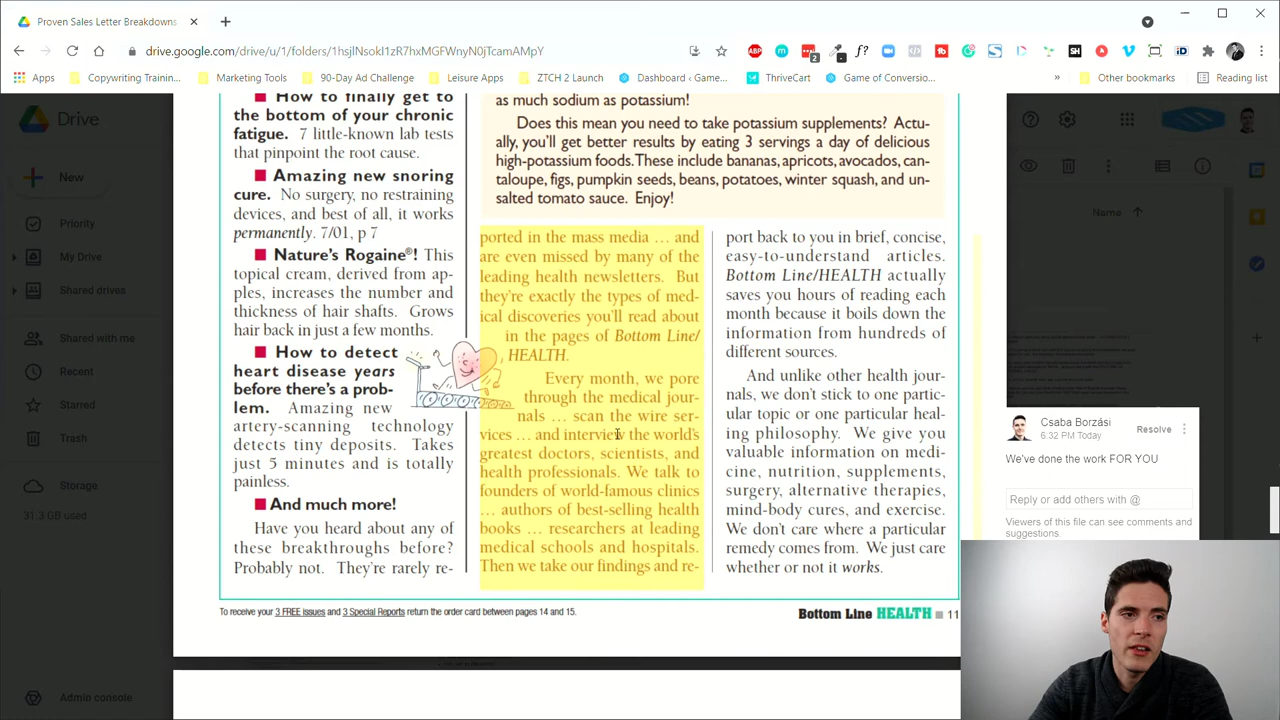 Proven Sales Letter Breakdowns
drive.google.com/drive/u/1/folders/1hsjlNsokI1zR7hxMGFWnyN0jTcamAMpY
Apps
Copywriting Trainin...
Marketing Tools
90-Day Ad Challenge
Leisure Apps
ZTCH 2 Launch
Dashboard ‹ Game...
ThriveCart
Game of Conversio...
»
Other bookmarks
Reading list
Drive
New
Priority
My Drive
Shared drives
Shared with me
Recent
Starred
Trash
Storage
31.3 GB used
Admin console
How to finally get to
the bottom of your chronic
fatigue. 7 little-known lab tests
that pinpoint the root cause.
Amazing new snoring
cure. No surgery, no restraining
devices, and best of all, it works
permanently. 7/01, p 7
Nature's Rogaine®! This
topical cream, derived from ap-
ples, increases the number and
thickness of hair shafts. Grows
hair back in just a few months.
How to detect
heart disease years
before there's a prob-
lem. Amazing new
artery-scanning technology
detects tiny deposits. Takes
just 5 minutes and is totally
painless.
And much more!
Have you heard about any of
these breakthroughs before?
Probably not. They're rarely re-
as much sodium as potassium!
Does this mean you need to take potassium supplements? Actu-
ally, you'll get better results by eating 3 servings a day of delicious
high-potassium foods. These include bananas, apricots, avocados, can-
taloupe, figs, pumpkin seeds, beans, potatoes, winter squash, and un-
salted tomato sauce. Enjoy!
ported in the mass media ... and
are even missed by many of the
leading health newsletters. But
they're exactly the types of med-
ical discoveries you'll read about
in the pages of Bottom Line/
HEALTH.
Every month, we pore
through the medical jour-
nals ... scan the wire ser-
vices ... and interview the world's
greatest doctors, scientists, and
health professionals. We talk to
founders of world-famous clinics
... authors of best-selling health
books ... researchers at leading
medical schools and hospitals.
Then we take our findings and re-
port back to you in brief, concise,
easy-to-understand articles.
Bottom Line/HEALTH actually
saves you hours of reading each
month because it boils down the
information from hundreds of
different sources.
And unlike other health jour-
nals, we don't stick to one partic-
ular topic or one particular heal-
ing philosophy. We give you
valuable information on medi-
cine, nutrition, supplements,
surgery, alternative therapies,
mind-body cures, and exercise.
We don't care where a particular
remedy comes from. We just care
whether or not it works.
To receive your 3 FREE issues and 3 Special Reports return the order card between pages 14 and 15.
Bottom Line HEALTH 11
Name
Csaba Borzási
6:32 PM Today
Resolve
We've done the work FOR YOU
Reply or add others with @
Viewers of this file can see comments and
suggestions.